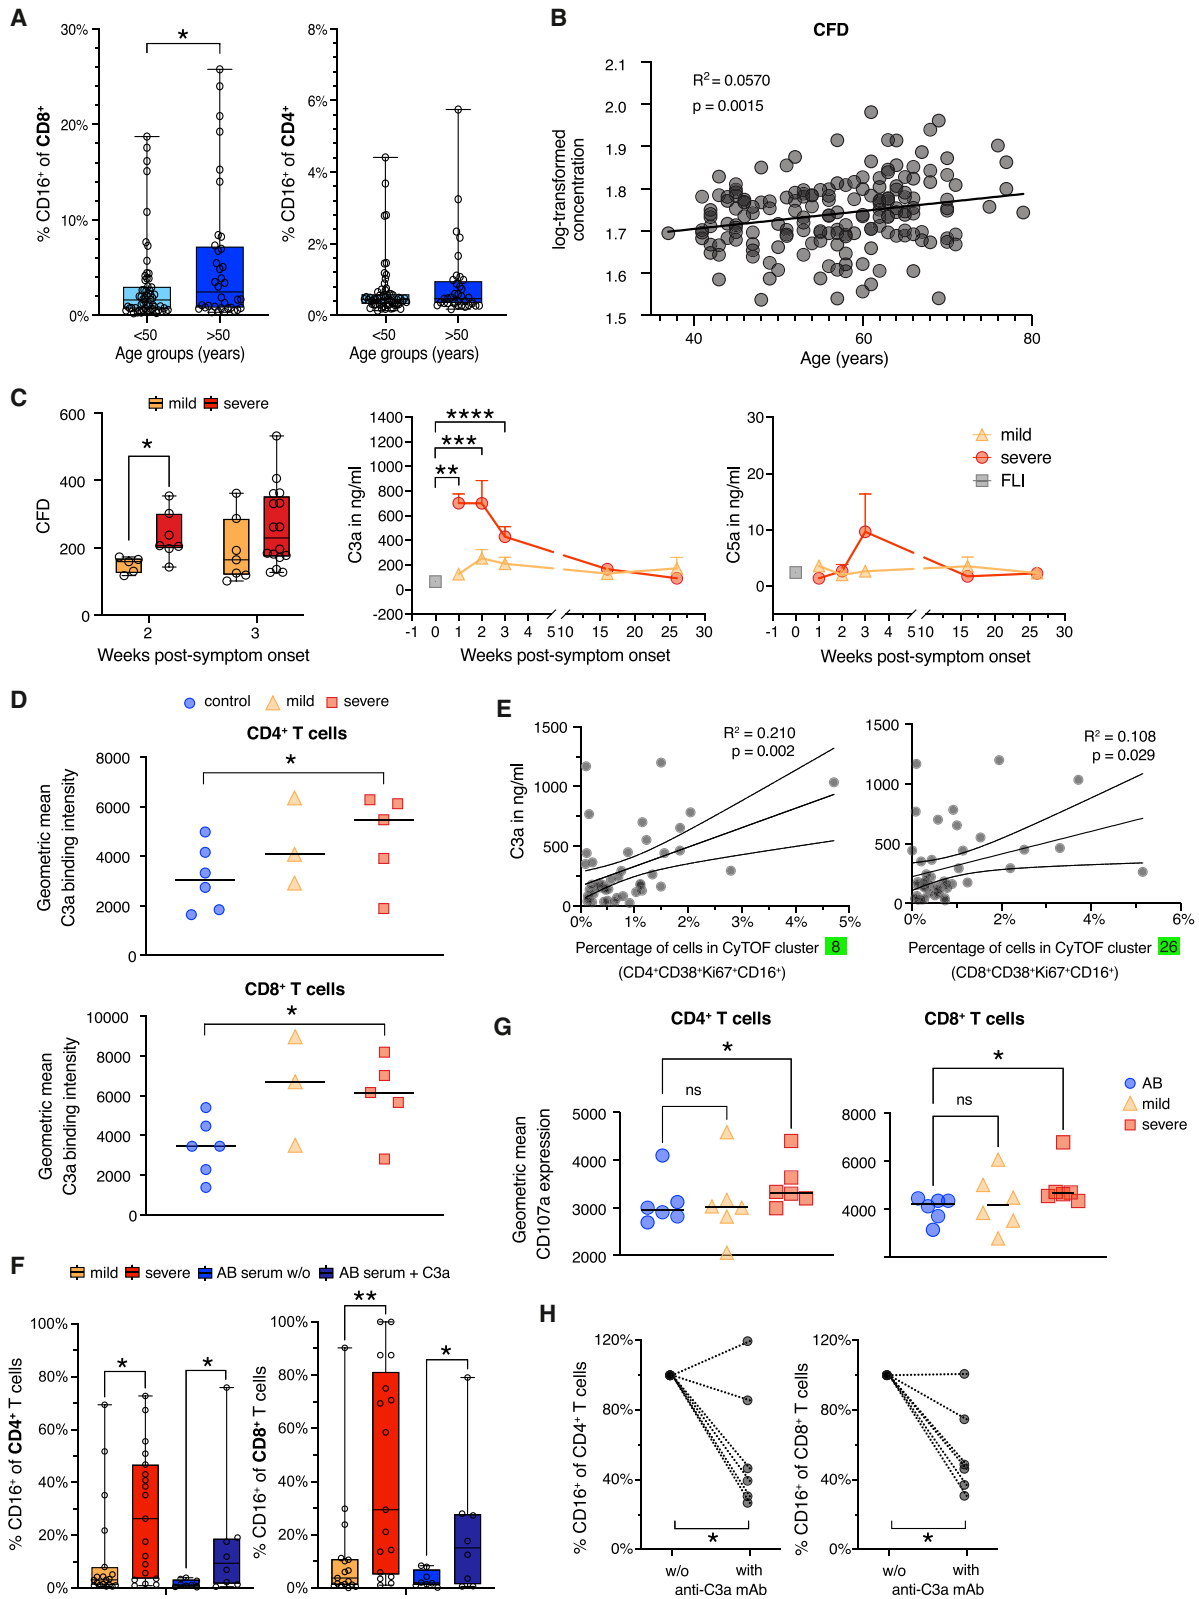 A
30%
20%
10%
0%
% CD16⁺ of CD8⁺
*
<50
>50
Age groups (years)
8%
6%
4%
2%
0%
% CD16⁺ of CD4⁺
<50
>50
Age groups (years)
B
CFD
R² = 0.0570
p = 0.0015
2.1
2.0
1.9
1.8
1.7
1.6
1.5
log-transformed
concentration
40
60
80
Age (years)
C
mild
severe
600
400
200
0
CFD
*
2
3
Weeks post-symptom onset
1400
1200
1000
800
600
400
200
0
-200
C3a in ng/ml
****
***
**
-1 0 1 2 3 4 510 15 20 25 30
Weeks post-symptom onset
30
20
10
0
C5a in ng/ml
mild
severe
FLI
-1 0 1 2 3 4 510 15 20 25 30
Weeks post-symptom onset
D
control
mild
severe
CD4⁺ T cells
*
8000
6000
4000
2000
0
Geometric mean
C3a binding intensity
CD8⁺ T cells
*
10000
8000
6000
4000
2000
0
Geometric mean
C3a binding intensity
E
1500
1000
500
0
C3a in ng/ml
R² = 0.210
p = 0.002
0% 1% 2% 3% 4% 5%
Percentage of cells in CyTOF cluster 8
(CD4⁺CD38⁺Ki67⁺CD16⁺)
1500
1000
500
0
R² = 0.108
p = 0.029
0% 2% 4% 6%
Percentage of cells in CyTOF cluster 26
(CD8⁺CD38⁺Ki67⁺CD16⁺)
G
CD4⁺ T cells
*
ns
5000
4000
3000
2000
Geometric mean
CD107a expression
CD8⁺ T cells
*
ns
8000
6000
4000
AB
mild
severe
F
mild
severe
AB serum w/o
AB serum + C3a
100%
80%
60%
40%
20%
0%
% CD16⁺ of CD4⁺ T cells
*
*
100%
80%
60%
40%
20%
0%
% CD16⁺ of CD8⁺ T cells
**
*
H
120%
80%
40%
0%
% CD16⁺ of CD4⁺ T cells
*
w/o
with
anti-C3a mAb
120%
80%
40%
0%
% CD16⁺ of CD8⁺ T cells
*
w/o
with
anti-C3a mAb